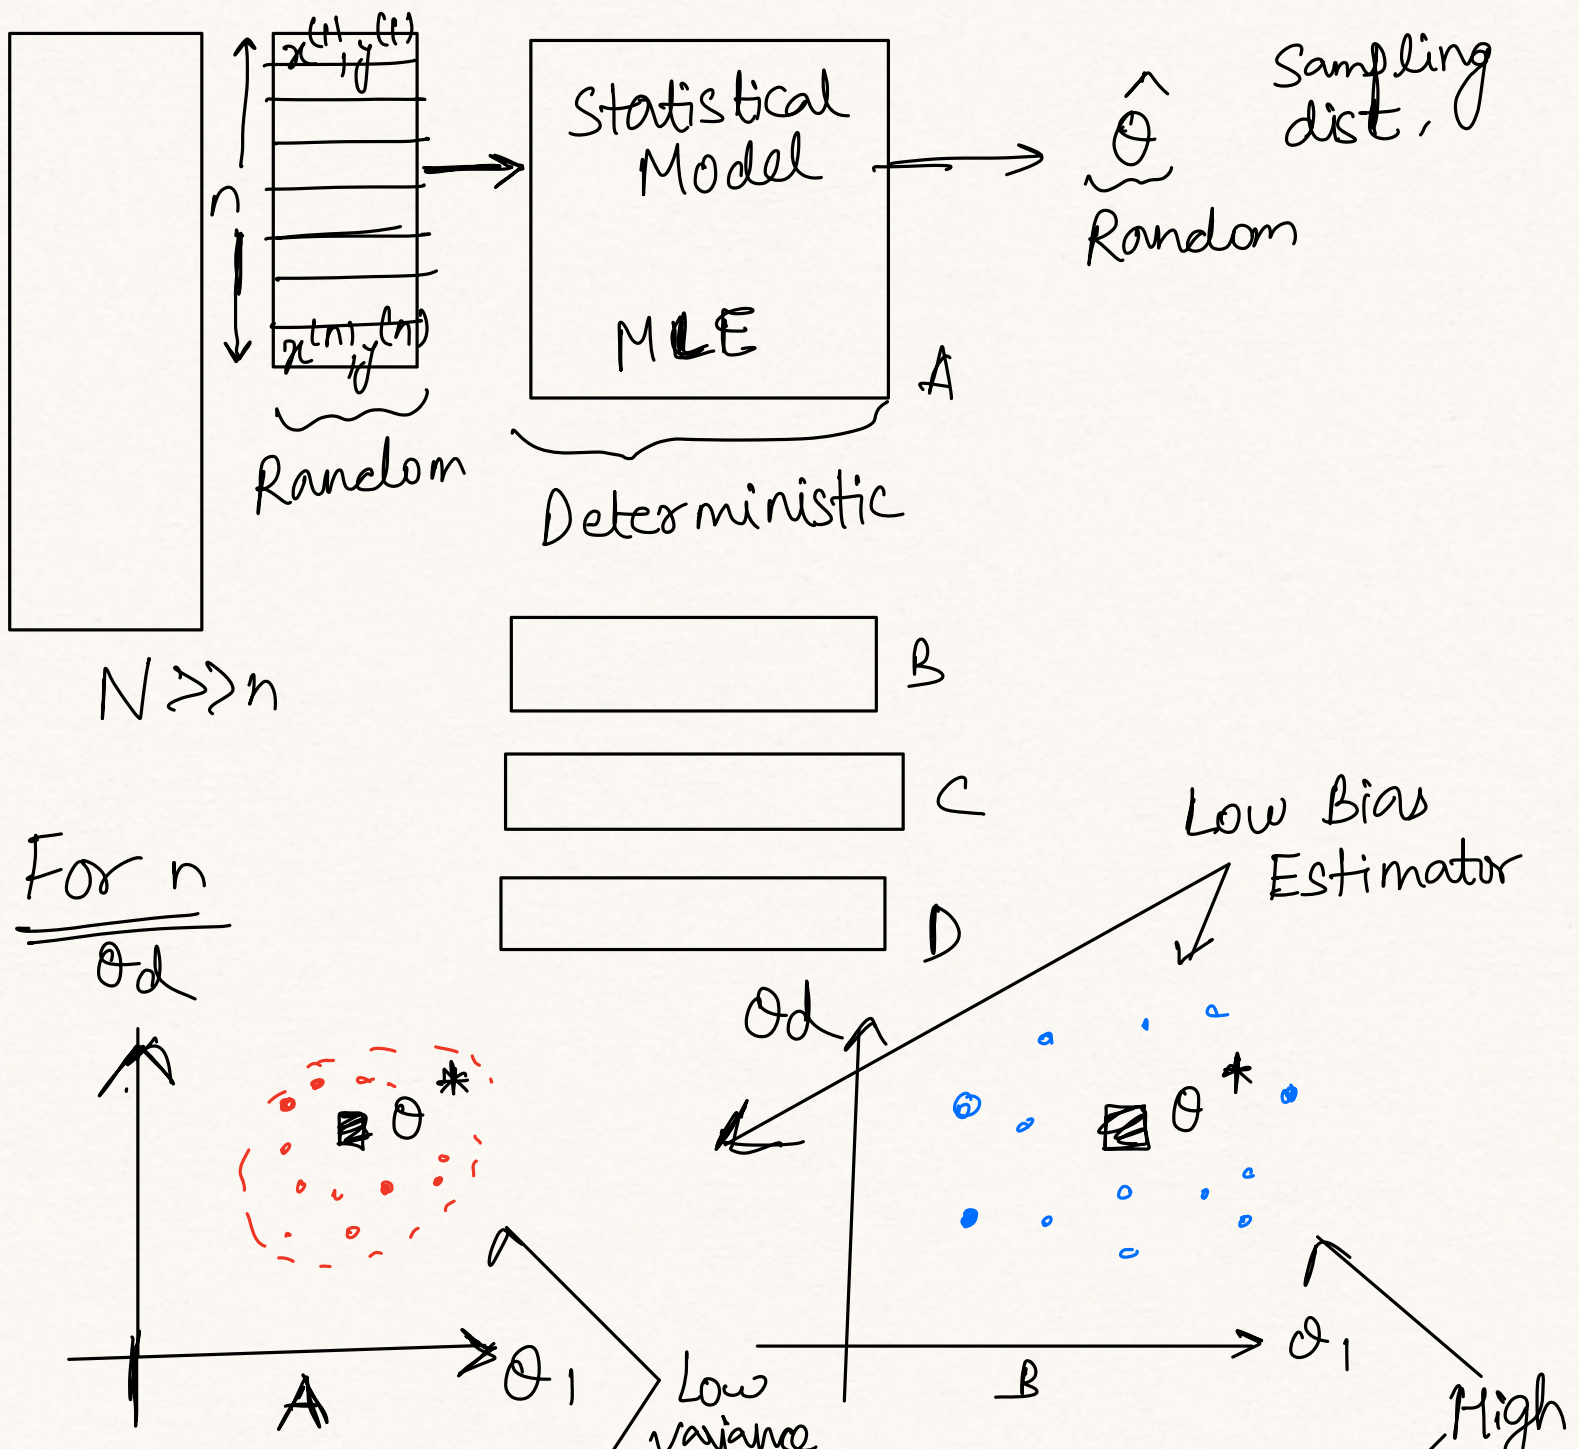 x^(1), y^(1)
n
x^(n), y^(n)
Random
N >> n
Statistical
Model
MLE
A
Deterministic
θ̂
Random
Sampling
dist.
B
C
D
Low Bias
Estimator
For n
θd
θ*
θ1
A
Low
variance
θd
θ*
θ1
B
High